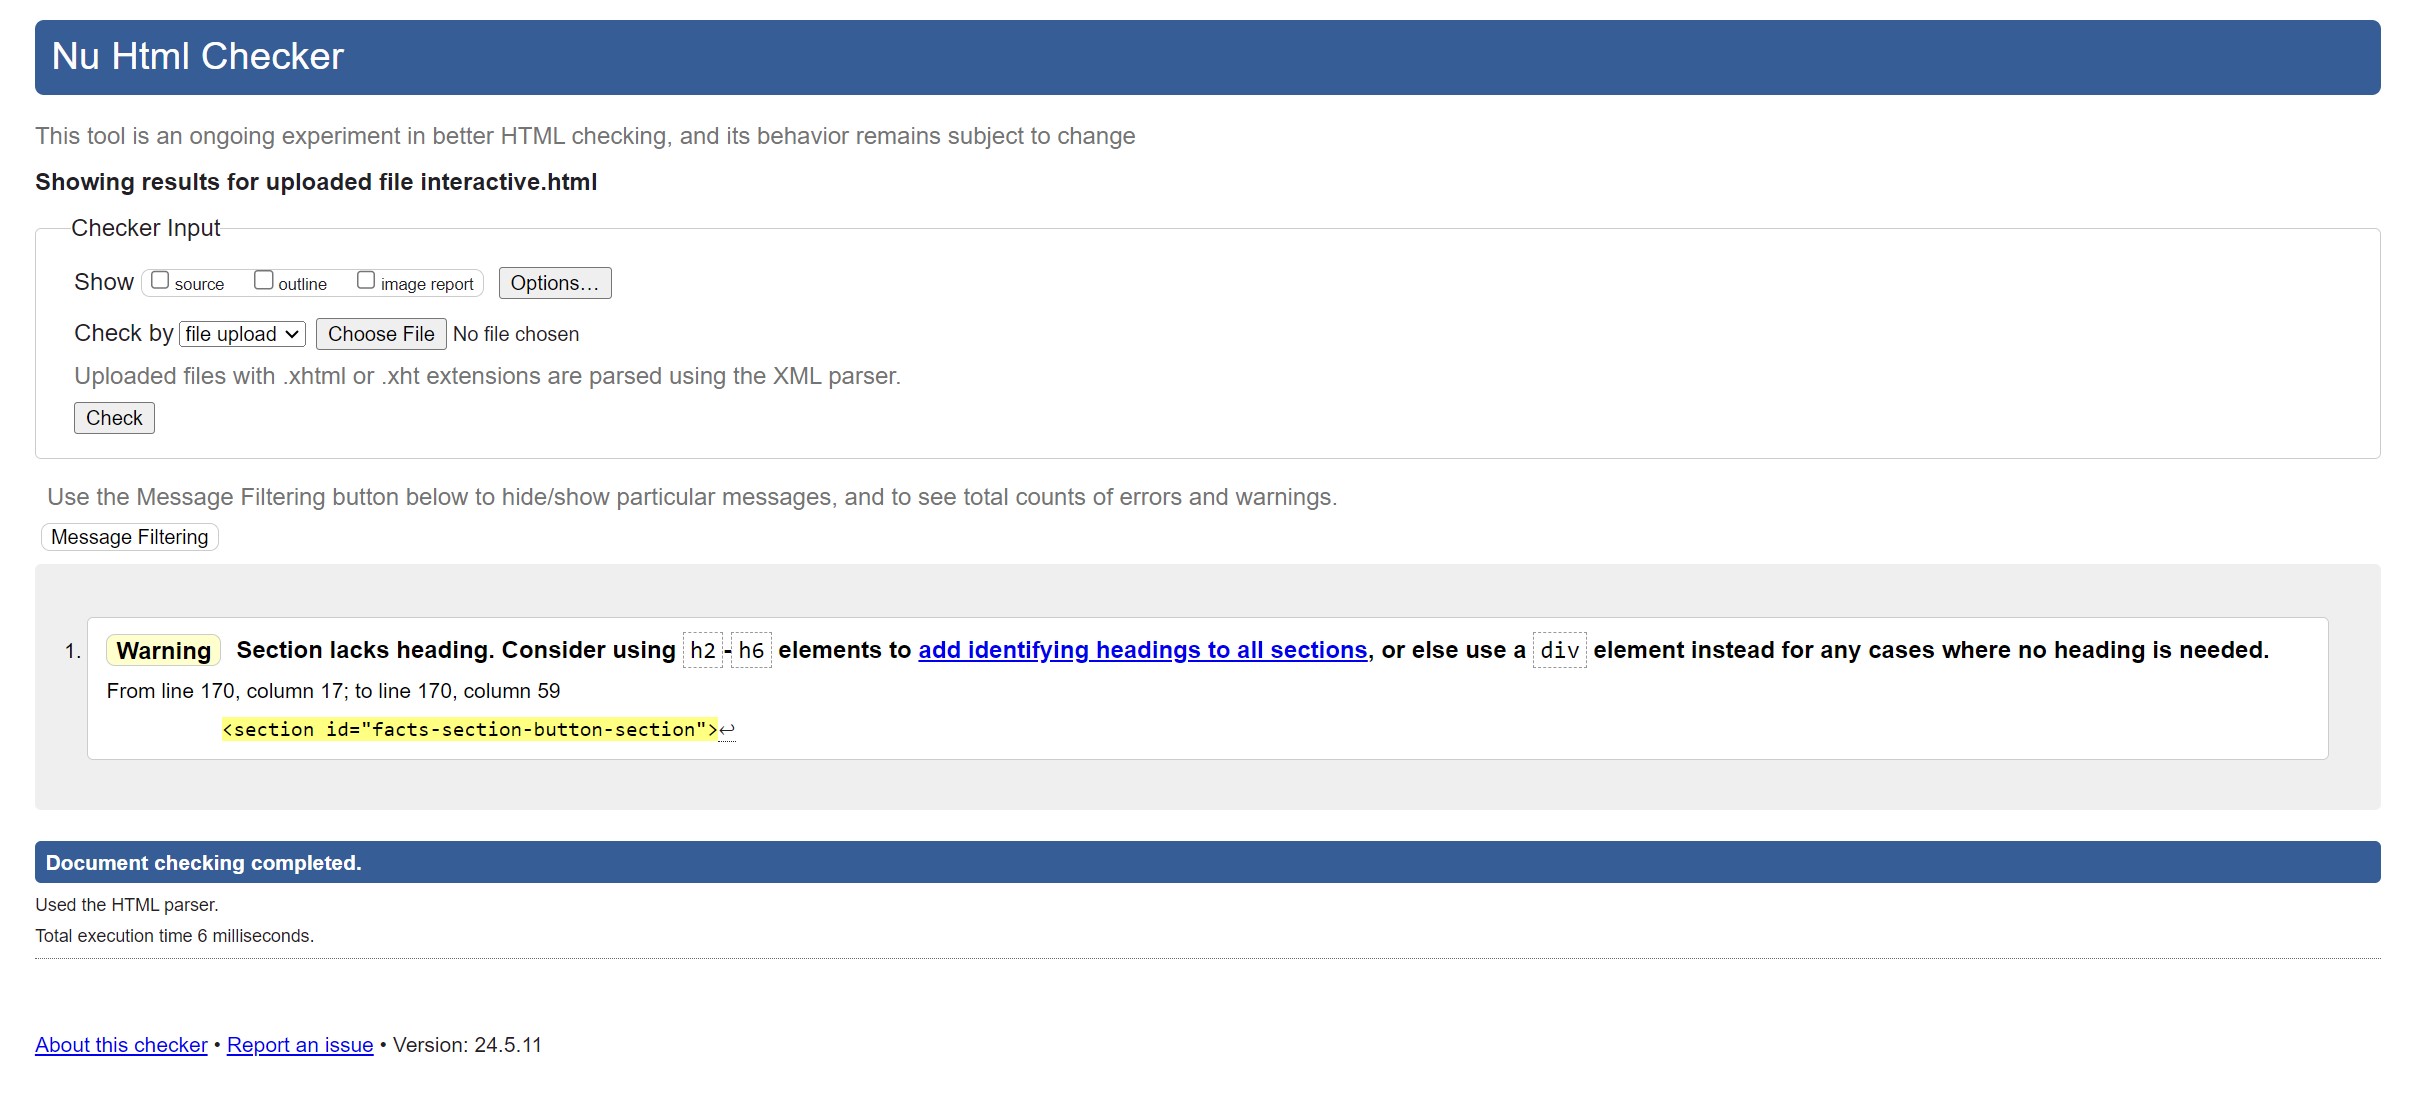 Nu Html Checker
This tool is an ongoing experiment in better HTML checking, and its behavior remains subject to change
Showing results for uploaded file interactive.html
Checker Input
Show source outline image report Options...
Check by file upload Choose File No file chosen
Uploaded files with .xhtml or .xht extensions are parsed using the XML parser.
Check
Use the Message Filtering button below to hide/show particular messages, and to see total counts of errors and warnings.
Message Filtering
1. Warning Section lacks heading. Consider using h2-h6 elements to add identifying headings to all sections, or else use a div element instead for any cases where no heading is needed.
From line 170, column 17; to line 170, column 59
<section id="facts-section-button-section">↩
Document checking completed.
Used the HTML parser.
Total execution time 6 milliseconds.
About this checker • Report an issue • Version: 24.5.11